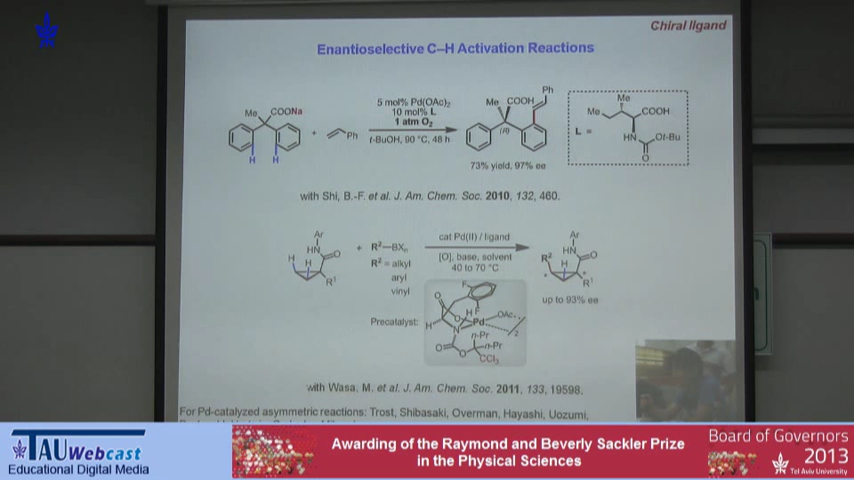 Chiral ligand
Enantioselective C–H Activation Reactions
Me COONa
H H
+
Ph
5 mol% Pd(OAc)2
10 mol% L
1 atm O2
t-BuOH, 90 °C, 48 h
Me COOH Ph
(R)
73% yield, 97% ee
L =
Me
Me COOH
HN Ot-Bu
O
with Shi, B.-F. et al. J. Am. Chem. Soc. 2010, 132, 460.
Ar
HN O
H H
R1
+ R2–BXn
R2 = alkyl
aryl
vinyl
cat Pd(II) / ligand
[O], base, solvent
40 to 70 °C
Ar
HN O
R2 H
R1
up to 93% ee
Precatalyst:
F
O
H F
O Pd OAc
H N
n-Pr 2
O n-Pr
O
CCl3
with Wasa, M. et al. J. Am. Chem. Soc. 2011, 133, 19598.
For Pd-catalyzed asymmetric reactions: Trost, Shibasaki, Overman, Hayashi, Uozumi,
TAU Webcast
Educational Digital Media
Awarding of the Raymond and Beverly Sackler Prize
in the Physical Sciences
Board of Governors
2013
Tel Aviv University